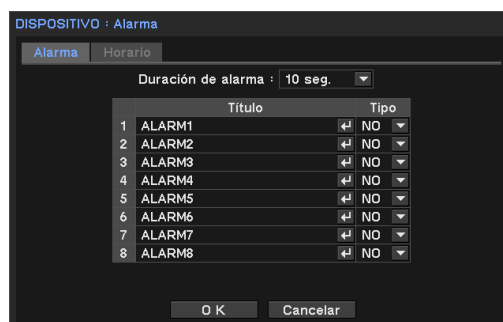 DISPOSITIVO : Alarma
Alarma Horario
Duración de alarma : 10 seg.
Título Tipo
1 ALARM1 NO
2 ALARM2 NO
3 ALARM3 NO
4 ALARM4 NO
5 ALARM5 NO
6 ALARM6 NO
7 ALARM7 NO
8 ALARM8 NO
O K Cancelar